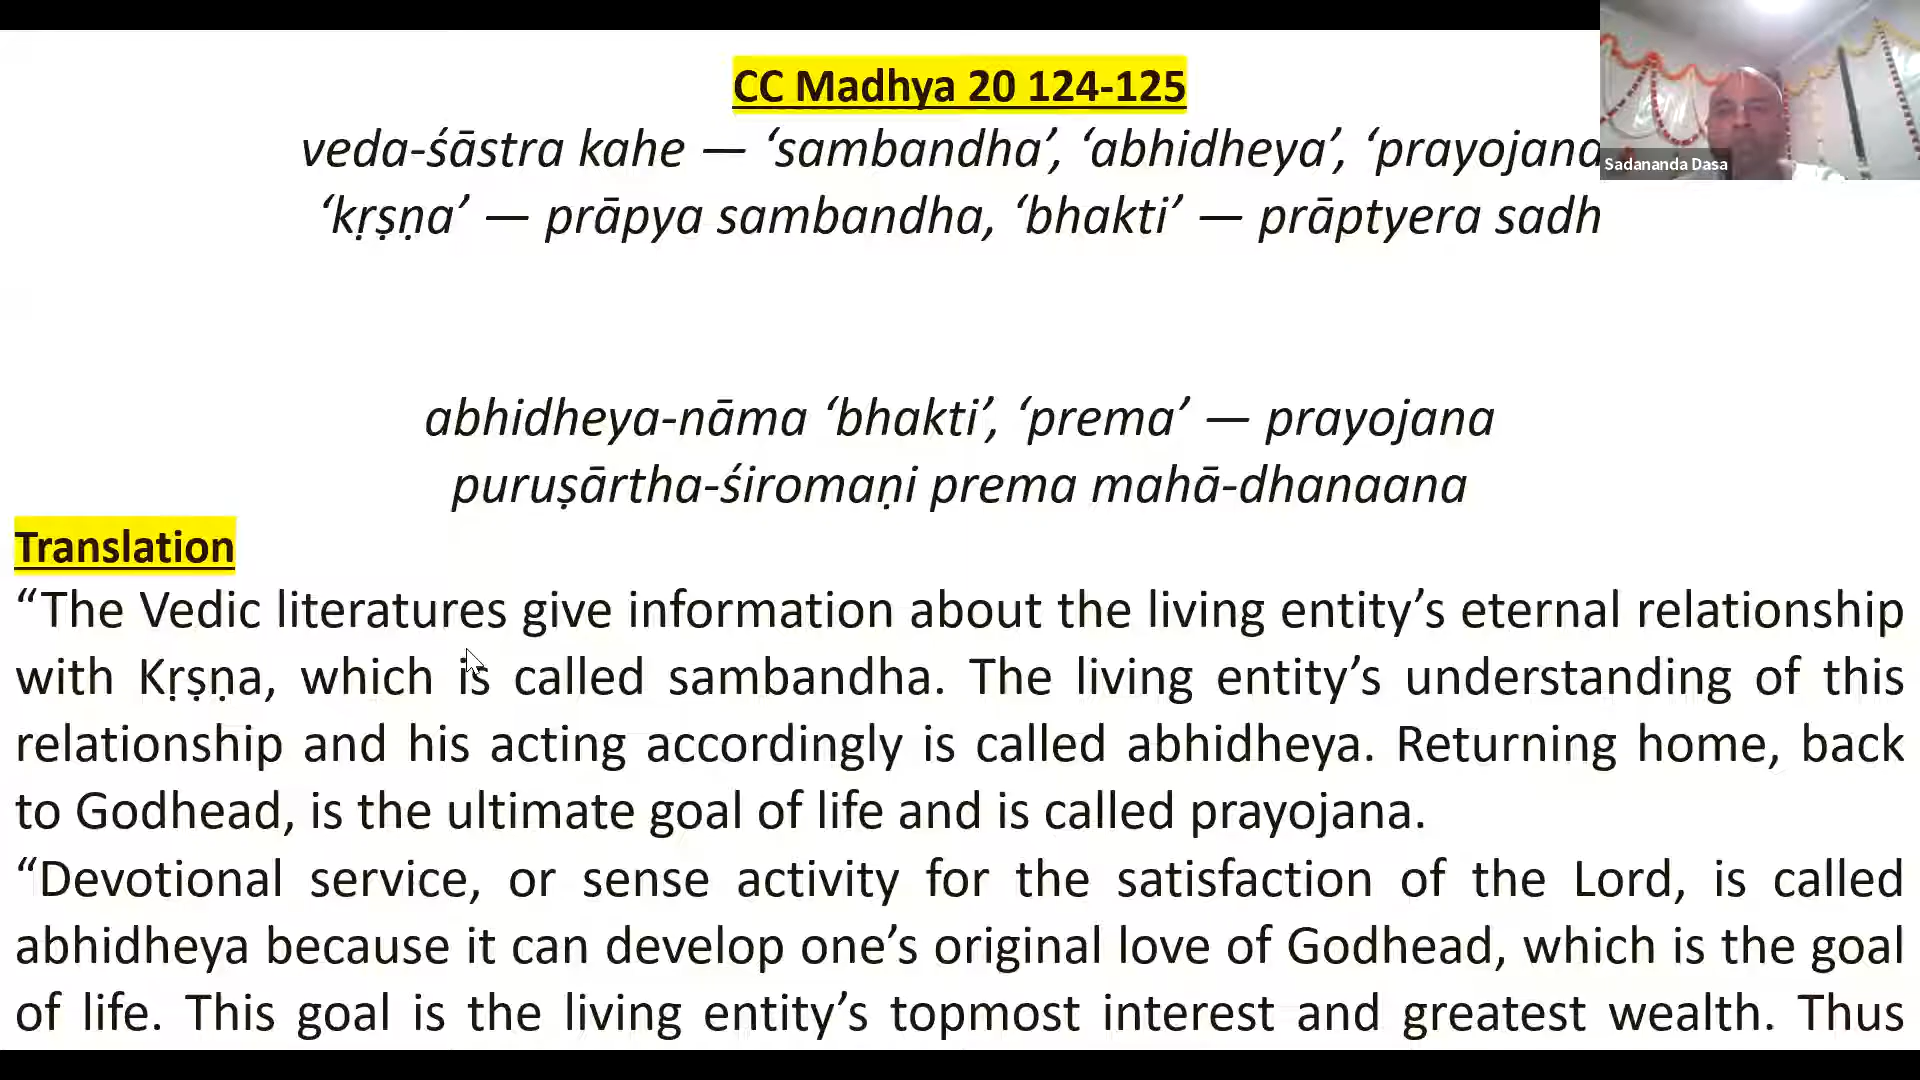 CC Madhya 20 124-125
veda-śāstra kahe — ‘sambandha’, ‘abhidheya’, ‘prayojana
Sadananda Dasa
‘kṛṣṇa’ — prāpya sambandha, ‘bhakti’ — prāptyera sadh
abhidheya-nāma ‘bhakti’, ‘prema’ — prayojana
puruṣārtha-śiromaṇi prema mahā-dhanaana
Translation
“The Vedic literatures give information about the living entity’s eternal relationship
with Kṛṣṇa, which is called sambandha. The living entity’s understanding of this
relationship and his acting accordingly is called abhidheya. Returning home, back
to Godhead, is the ultimate goal of life and is called prayojana.
“Devotional service, or sense activity for the satisfaction of the Lord, is called
abhidheya because it can develop one’s original love of Godhead, which is the goal
of life. This goal is the living entity’s topmost interest and greatest wealth. Thus